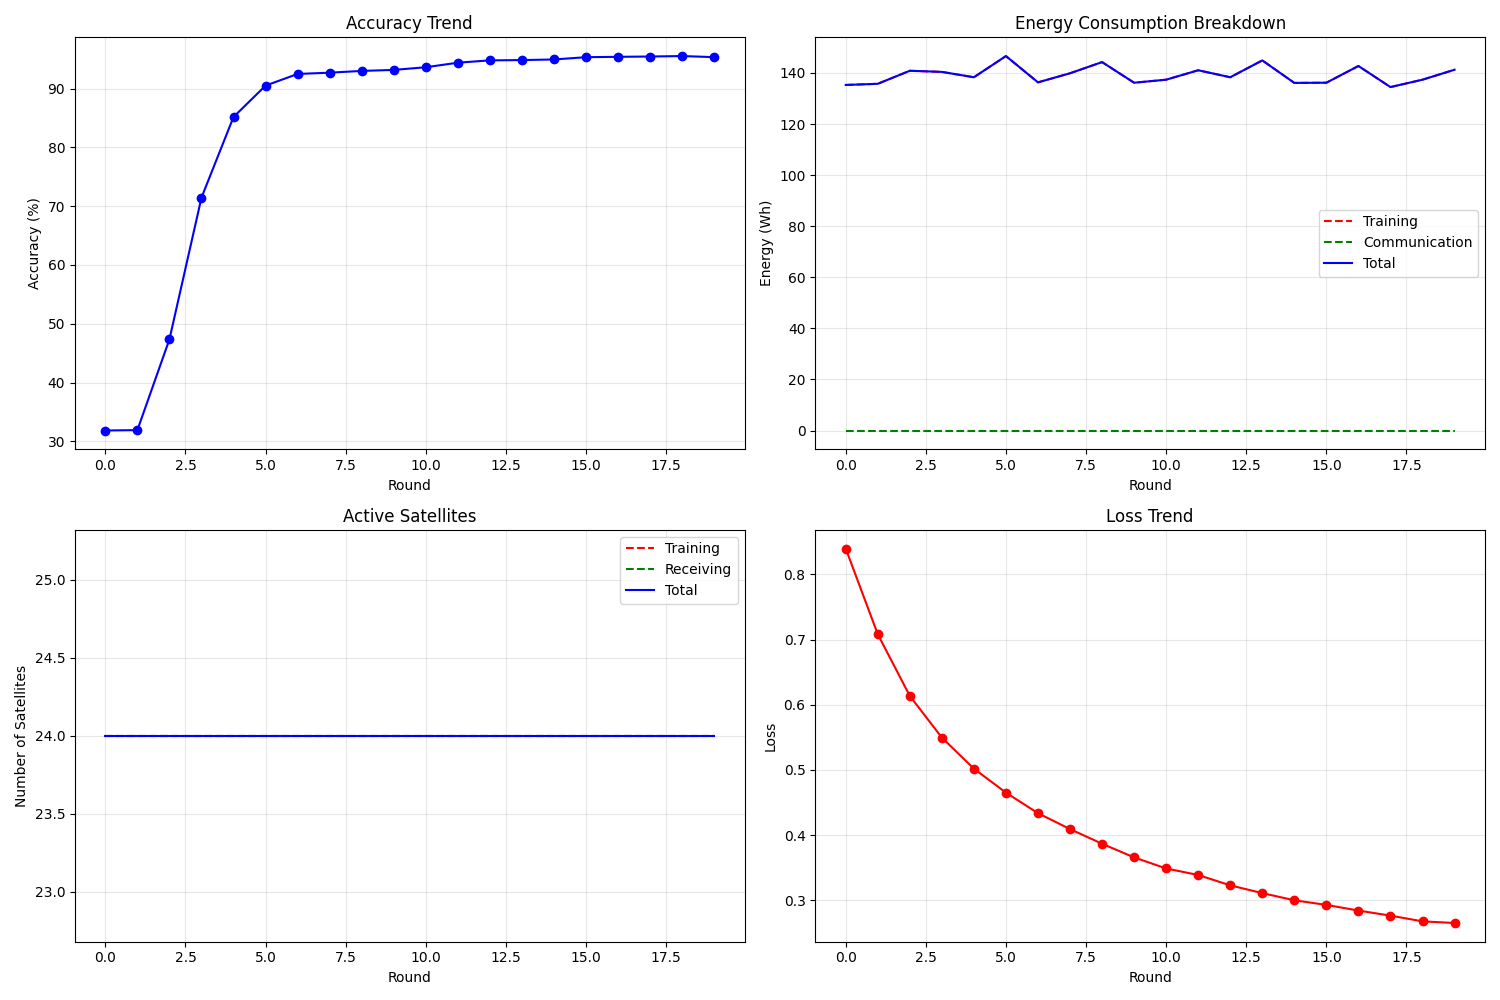 Accuracy Trend
Accuracy (%)
90
80
70
60
50
40
30
0.0 2.5 5.0 7.5 10.0 12.5 15.0 17.5
Round
Energy Consumption Breakdown
Energy (Wh)
140
120
100
80
60
40
20
0
Training
Communication
Total
0.0 2.5 5.0 7.5 10.0 12.5 15.0 17.5
Round
Active Satellites
Number of Satellites
25.0
24.5
24.0
23.5
23.0
Training
Receiving
Total
0.0 2.5 5.0 7.5 10.0 12.5 15.0 17.5
Round
Loss Trend
Loss
0.8
0.7
0.6
0.5
0.4
0.3
0.0 2.5 5.0 7.5 10.0 12.5 15.0 17.5
Round